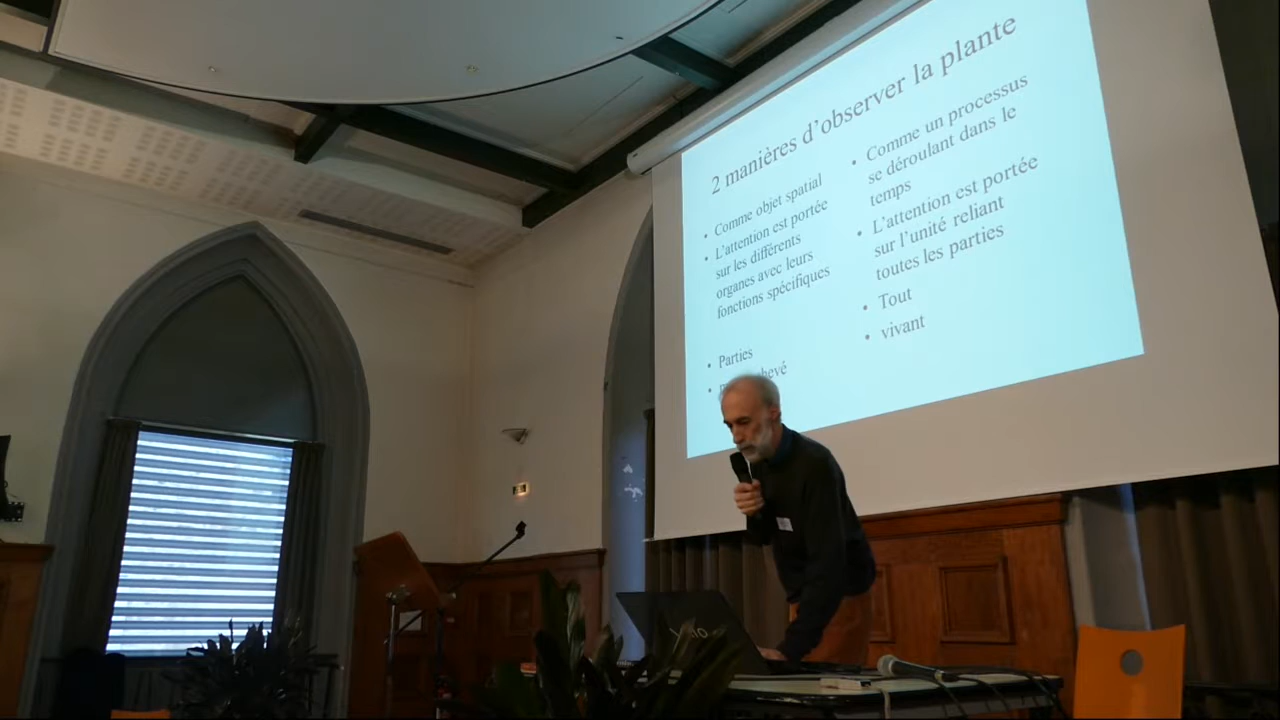 2 manières d'observer la plante
• Comme objet spatial
• L'attention est portée
sur les différents
organes avec leurs
fonctions spécifiques
• Parties
•
• Comme un processus
se déroulant dans le
temps
• L'attention est portée
sur l'unité reliant
toutes les parties
• Tout
• vivant